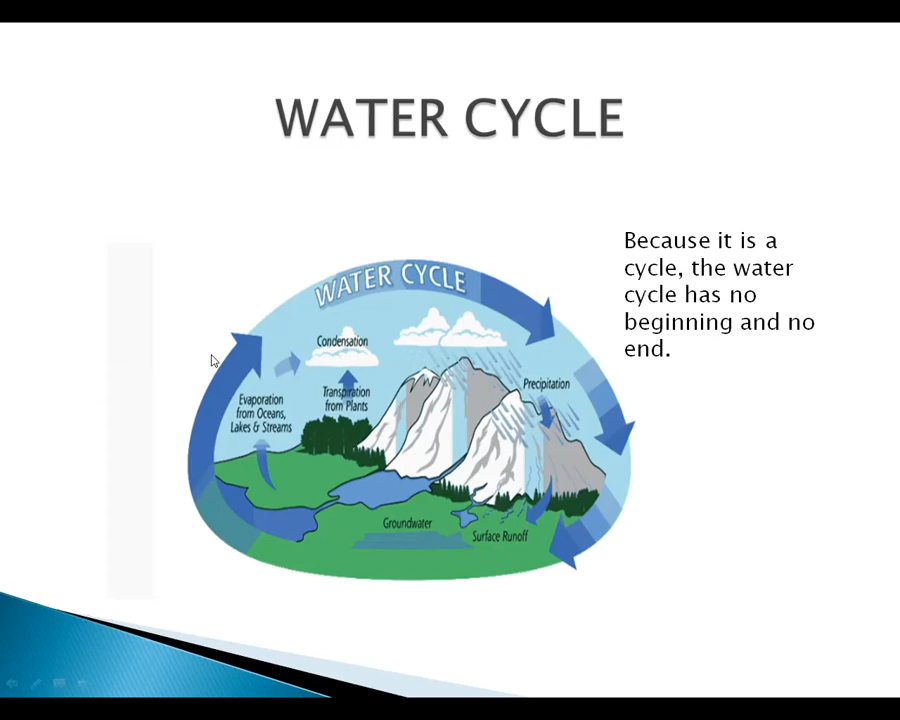 WATER CYCLE
Because it is a
cycle, the water
cycle has no
beginning and no
end.
WATER CYCLE
Condensation
Precipitation
Transpiration
from Plants
Evaporation
from Oceans,
Lakes & Streams
Groundwater
Surface Runoff